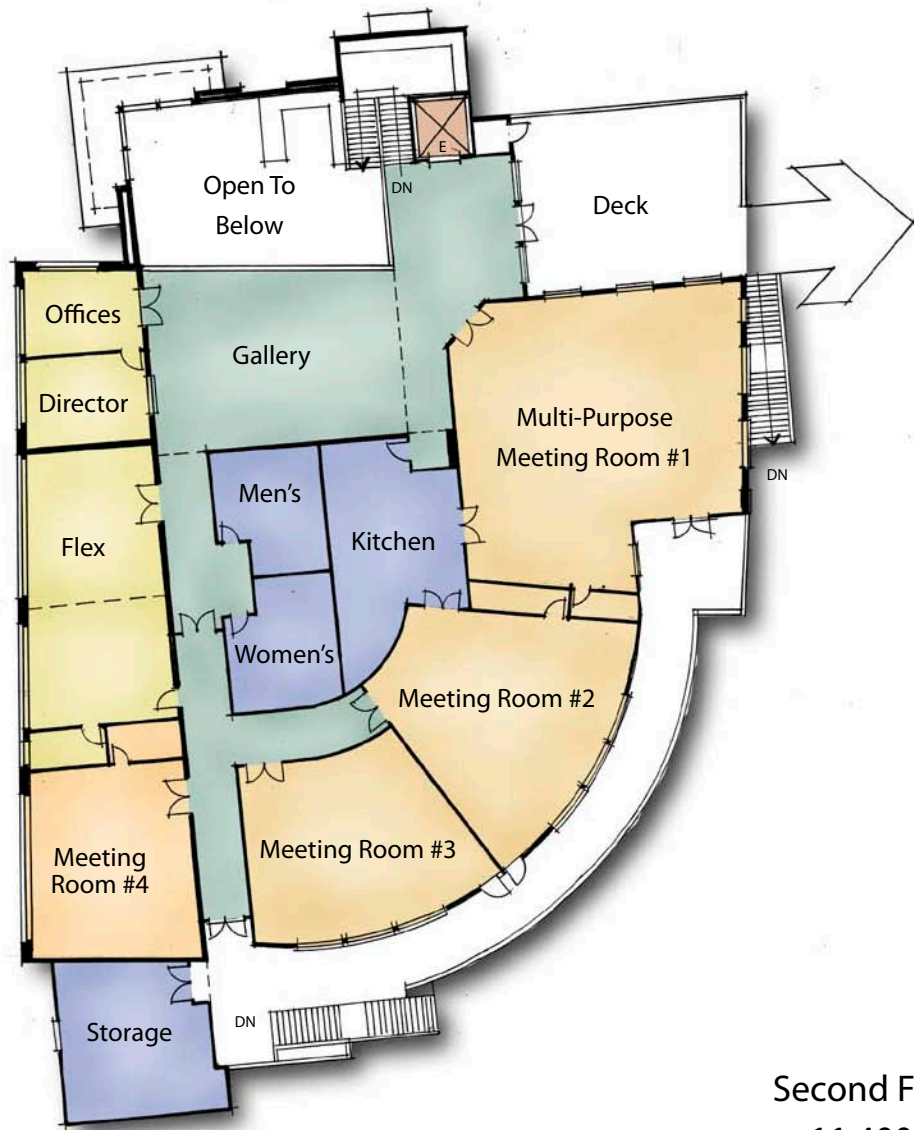 E
DN
Open To
Below
Deck
Offices
Gallery
Director
Multi-Purpose
Meeting Room #1
DN
Men's
Flex
Kitchen
Women's
Meeting Room #2
Meeting Room #3
Meeting
Room #4
DN
Storage
Second F